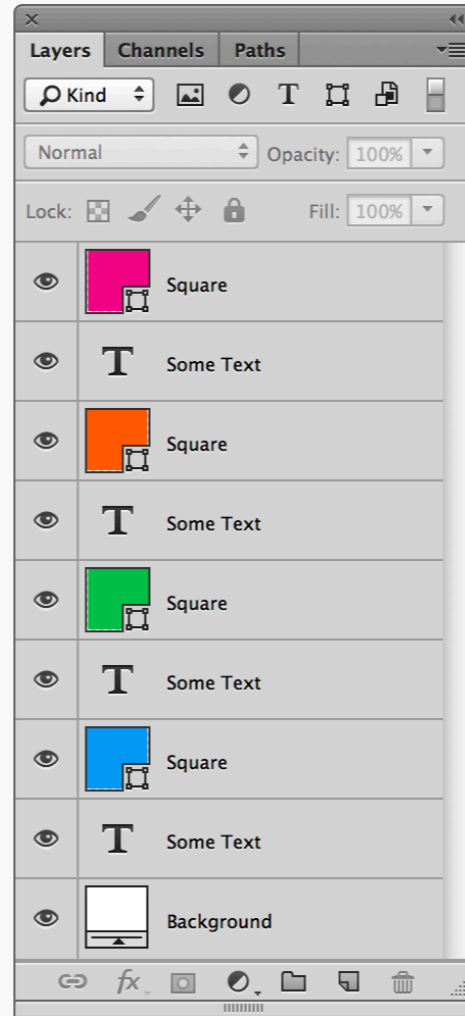 Layers Channels Paths
Kind T
Normal Opacity: 100%
Lock: Fill: 100%
Square
T Some Text
Square
T Some Text
Square
T Some Text
Square
T Some Text
Background
fx